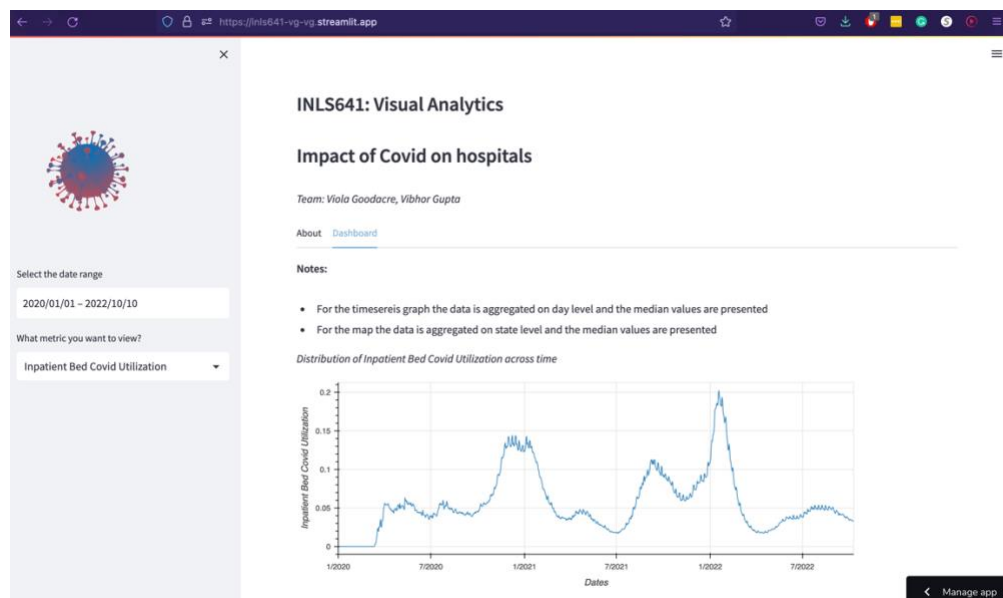 https://inls641-vg-vg.streamlit.app
INLS641: Visual Analytics
Impact of Covid on hospitals
Team: Viola Goodacre, Vibhor Gupta
About Dashboard
Select the date range
2020/01/01 – 2022/10/10
What metric you want to view?
Inpatient Bed Covid Utilization
Notes:
For the timesereis graph the data is aggregated on day level and the median values are presented
For the map the data is aggregated on state level and the median values are presented
Distribution of Inpatient Bed Covid Utilization across time
Inpatient Bed Covid Utilization
0.2
0.15
0.1
0.05
0
1/2020 7/2020 1/2021 7/2021 1/2022 7/2022
Dates
Manage app